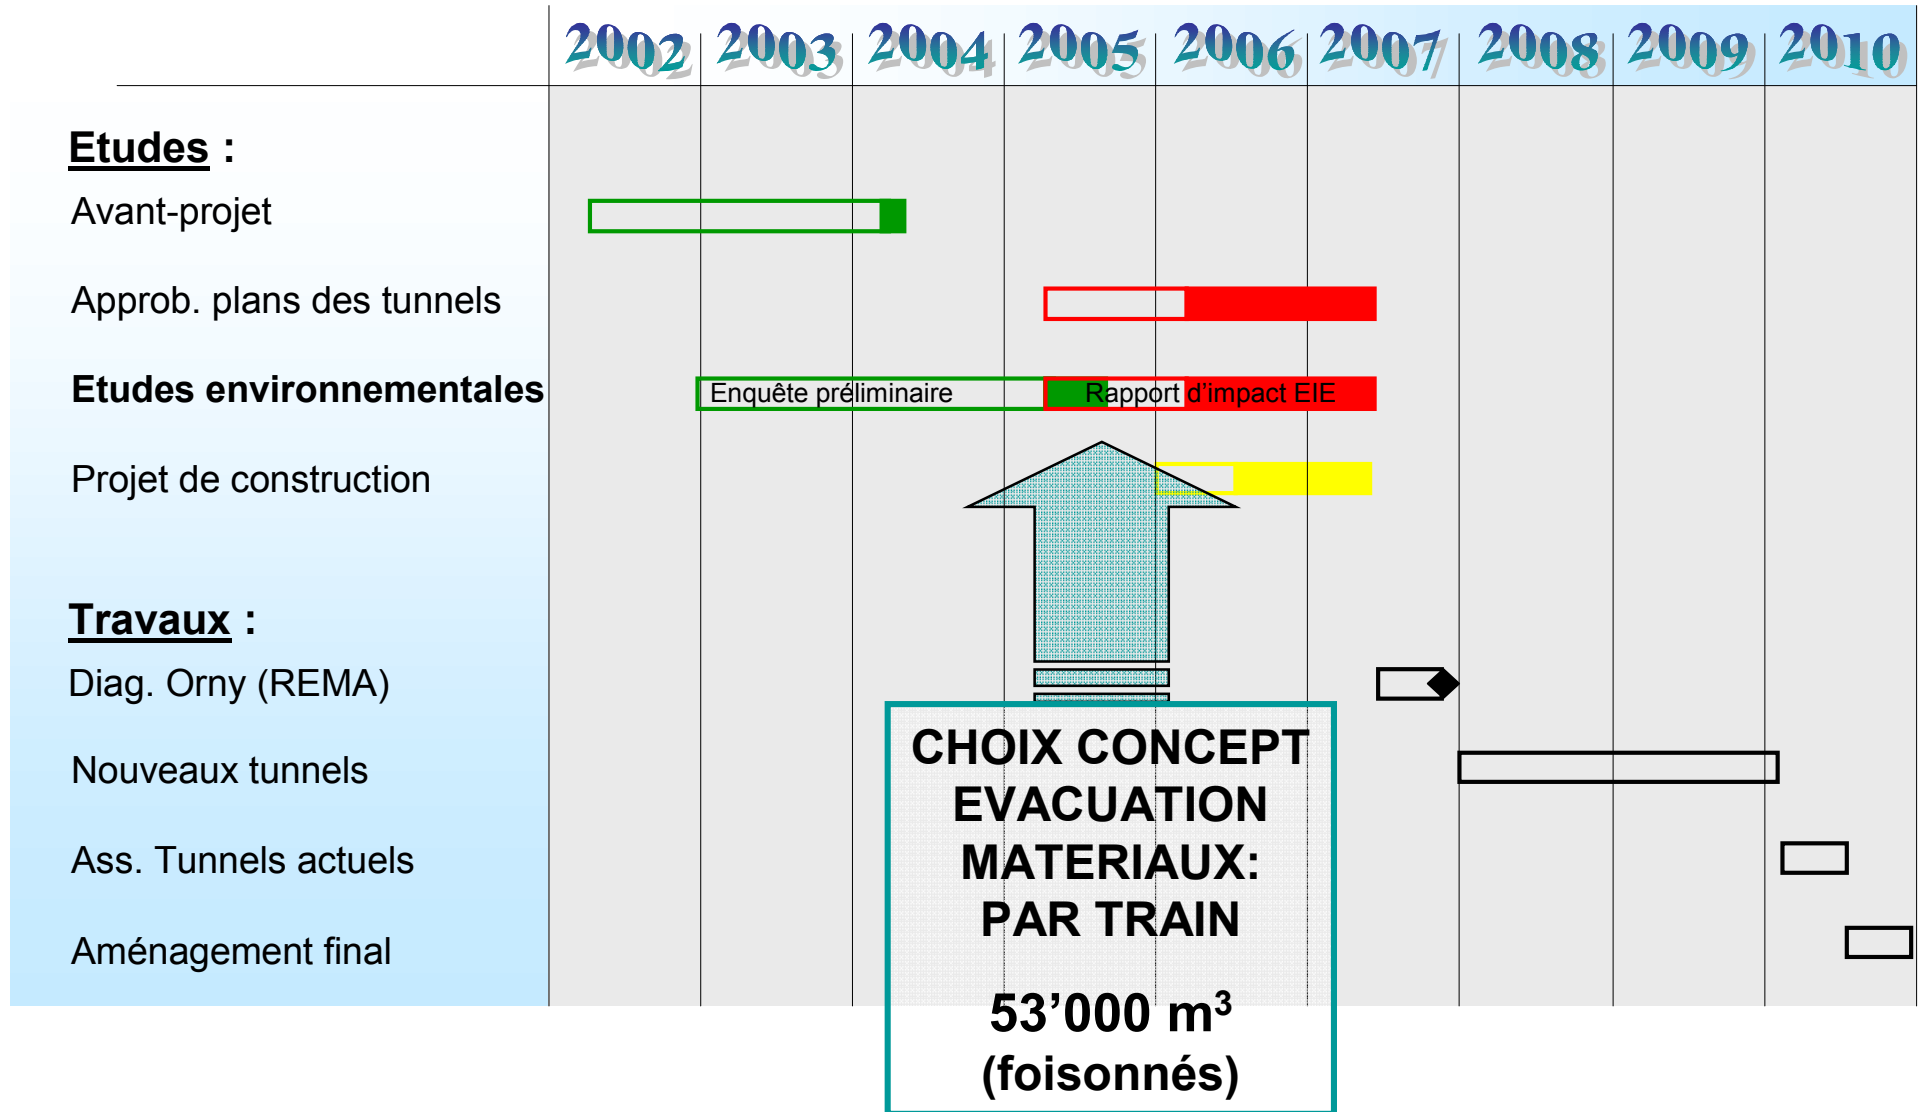 2002 2003 2004 2005 2006 2007 2008 2009 2010
Etudes :
Avant-projet
Approb. plans des tunnels
Etudes environnementales
Enquête préliminaire
Rapport d’impact EIE
Projet de construction
Travaux :
Diag. Orny (REMA)
Nouveaux tunnels
Ass. Tunnels actuels
Aménagement final
CHOIX CONCEPT
EVACUATION
MATERIAUX:
PAR TRAIN
53’000 m³
(foisonnés)